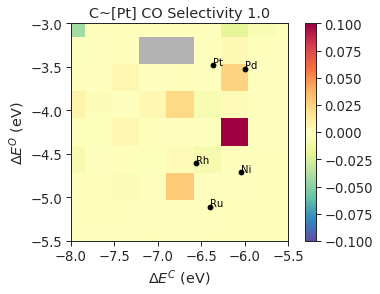 C~[Pt] CO Selectivity 1.0
−3.0
−3.5
−4.0
−4.5
−5.0
−5.5
ΔE^O (eV)
Pt
Pd
Rh
Ni
Ru
−8.0 −7.5 −7.0 −6.5 −6.0 −5.5
ΔE^C (eV)
0.100
0.075
0.050
0.025
0.000
−0.025
−0.050
−0.075
−0.100